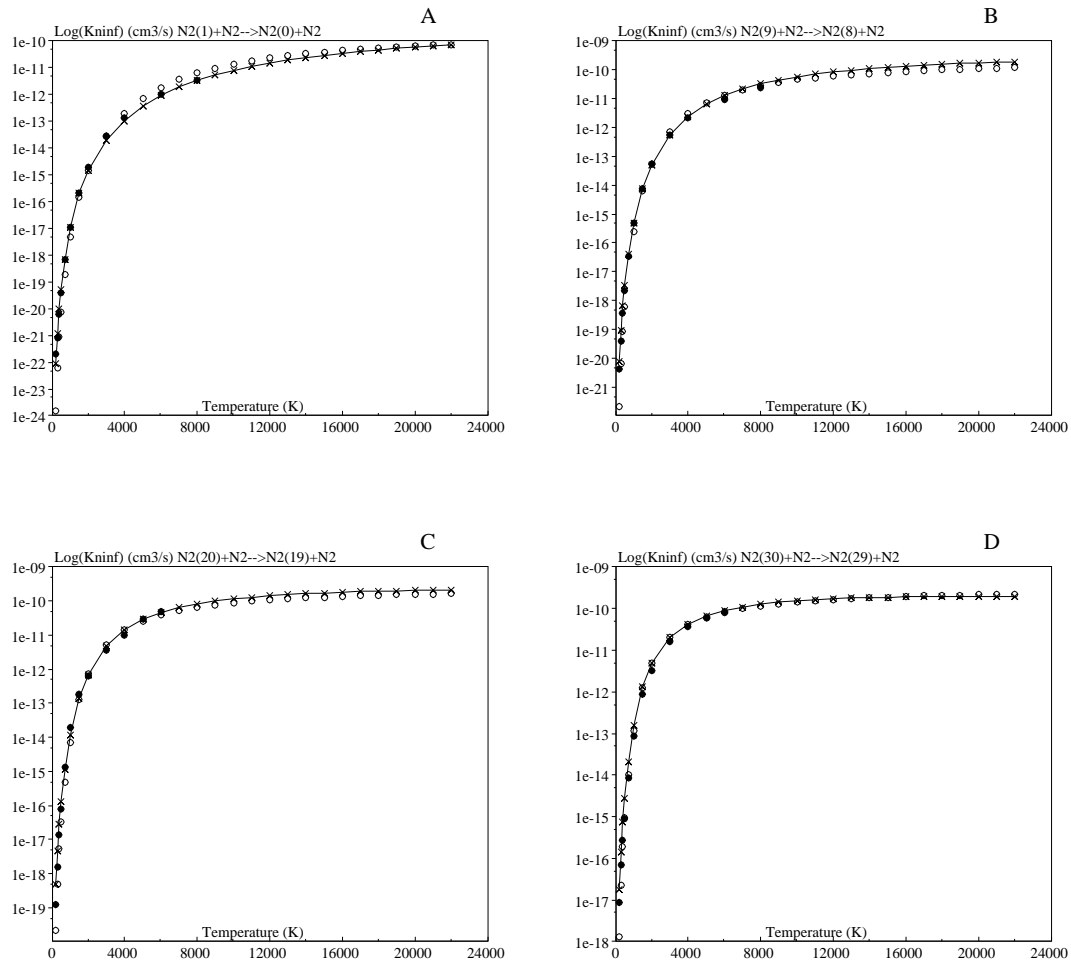 A
Log(Kninf) (cm3/s) N2(1)+N2-->N2(0)+N2
1e-10
1e-11
1e-12
1e-13
1e-14
1e-15
1e-16
1e-17
1e-18
1e-19
1e-20
1e-21
1e-22
1e-23
1e-24
Temperature (K)
0 4000 8000 12000 16000 20000 24000
B
Log(Kninf) (cm3/s) N2(9)+N2-->N2(8)+N2
1e-09
1e-10
1e-11
1e-12
1e-13
1e-14
1e-15
1e-16
1e-17
1e-18
1e-19
1e-20
1e-21
Temperature (K)
0 4000 8000 12000 16000 20000 24000
C
Log(Kninf) (cm3/s) N2(20)+N2-->N2(19)+N2
1e-09
1e-10
1e-11
1e-12
1e-13
1e-14
1e-15
1e-16
1e-17
1e-18
1e-19
Temperature (K)
0 4000 8000 12000 16000 20000 24000
D
Log(Kninf) (cm3/s) N2(30)+N2-->N2(29)+N2
1e-09
1e-10
1e-11
1e-12
1e-13
1e-14
1e-15
1e-16
1e-17
1e-18
Temperature (K)
0 4000 8000 12000 16000 20000 24000